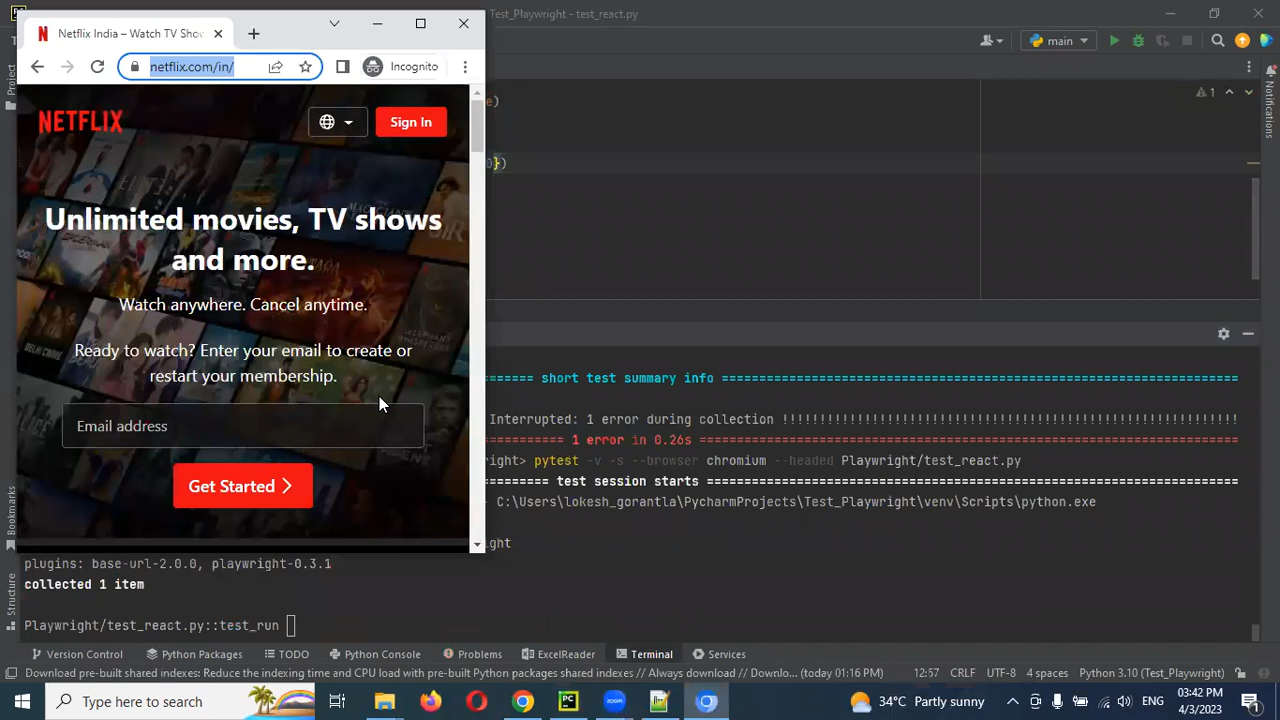 Test_Playwright - test_react.py
Netflix India – Watch TV Show
netflix.com/in/
Incognito
main
1
Project
Notifications
e)
0})
NETFLIX
Sign In
Unlimited movies, TV shows
and more.
Watch anywhere. Cancel anytime.
Ready to watch? Enter your email to create or
restart your membership.
Email address
Get Started
======= short test summary info =======
Interrupted: 1 error during collection !!!!!!!!!!!!!!!!!!!!!!!!!!!!!!!!!!!!!!!!!!!!!!!!
========== 1 error in 0.26s ==========
right> pytest -v -s --browser chromium --headed Playwright/test_react.py
========= test session starts =========
- C:\Users\lokesh_gorantla\PycharmProjects\Test_Playwright\venv\Scripts\python.exe
ght
plugins: base-url-2.0.0, playwright-0.3.1
collected 1 item
Playwright/test_react.py::test_run
Bookmarks
Structure
Version Control
Python Packages
TODO
Python Console
Problems
ExcelReader
Terminal
Services
Download pre-built shared indexes: Reduce the indexing time and CPU load with pre-built Python packages shared indexes // Always download // Downlo... (today 01:16 PM)
12:57
CRLF
UTF-8
4 spaces
Python 3.10 (Test_Playwright)
Type here to search
34°C Partly sunny
ENG
03:42 PM
4/3/2023
1